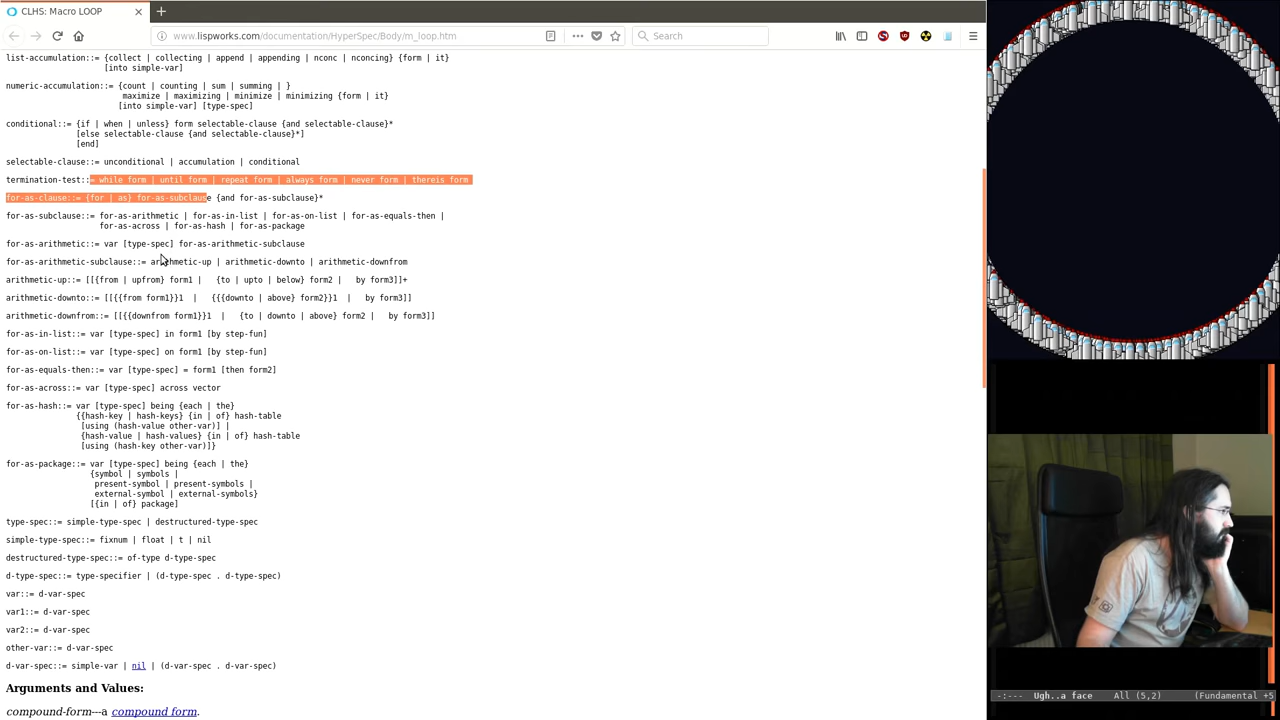 CLHS: Macro LOOP
www.lispworks.com/documentation/HyperSpec/Body/m_loop.htm
Search
list-accumulation::= {collect | collecting | append | appending | nconc | nconcing} {form | it}
[into simple-var]
numeric-accumulation::= {count | counting | sum | summing | }
maximize | maximizing | minimize | minimizing {form | it}
[into simple-var] [type-spec]
conditional::= {if | when | unless} form selectable-clause {and selectable-clause}*
[else selectable-clause {and selectable-clause}*]
[end]
selectable-clause::= unconditional | accumulation | conditional
termination-test::= while form | until form | repeat form | always form | never form | thereis form
for-as-clause::= {for | as} for-as-subclause {and for-as-subclause}*
for-as-subclause::= for-as-arithmetic | for-as-in-list | for-as-on-list | for-as-equals-then |
for-as-across | for-as-hash | for-as-package
for-as-arithmetic::= var [type-spec] for-as-arithmetic-subclause
for-as-arithmetic-subclause::= arithmetic-up | arithmetic-downto | arithmetic-downfrom
arithmetic-up::= [[{from | upfrom} form1 |   {to | upto | below} form2 |   by form3]]+
arithmetic-downto::= [[{{from form1}}1  |   {{{downto | above} form2}}1  |   by form3]]
arithmetic-downfrom::= [[{{downfrom form1}}1  |   {to | downto | above} form2 |   by form3]]
for-as-in-list::= var [type-spec] in form1 [by step-fun]
for-as-on-list::= var [type-spec] on form1 [by step-fun]
for-as-equals-then::= var [type-spec] = form1 [then form2]
for-as-across::= var [type-spec] across vector
for-as-hash::= var [type-spec] being {each | the}
{{hash-key | hash-keys} {in | of} hash-table
[using (hash-value other-var)] |
{hash-value | hash-values} {in | of} hash-table
[using (hash-key other-var)]}
for-as-package::= var [type-spec] being {each | the}
{symbol | symbols |
present-symbol | present-symbols |
external-symbol | external-symbols}
[{in | of} package]
type-spec::= simple-type-spec | destructured-type-spec
simple-type-spec::= fixnum | float | t | nil
destructured-type-spec::= of-type d-type-spec
d-type-spec::= type-specifier | (d-type-spec . d-type-spec)
var::= d-var-spec
var1::= d-var-spec
var2::= d-var-spec
other-var::= d-var-spec
d-var-spec::= simple-var | nil | (d-var-spec . d-var-spec)
Arguments and Values:
compound-form---a compound form.
-:---  Ugh..a face   All (5,2)   (Fundamental +5